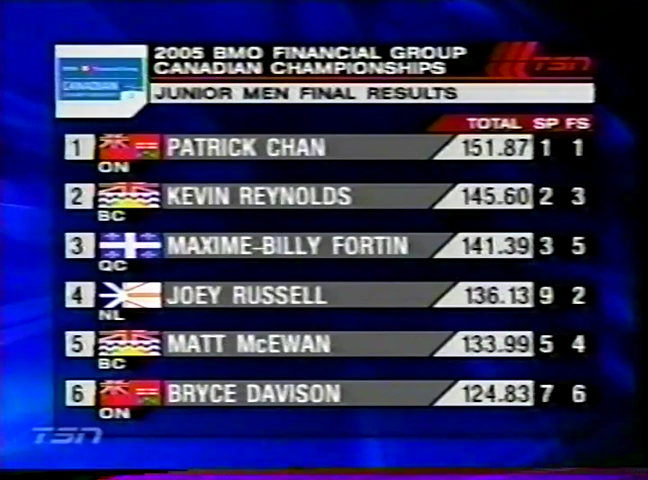 2005 BMO FINANCIAL GROUP
CANADIAN CHAMPIONSHIPS
TSN
CANADIAN
JUNIOR MEN FINAL RESULTS
TOTAL SP FS
1 PATRICK CHAN 151.87 1 1
ON
2 KEVIN REYNOLDS 145.60 2 3
BC
3 MAXIME-BILLY FORTIN 141.39 3 5
QC
4 JOEY RUSSELL 136.13 9 2
NL
5 MATT McEWAN 133.99 5 4
BC
6 BRYCE DAVISON 124.83 7 6
ON
TSN